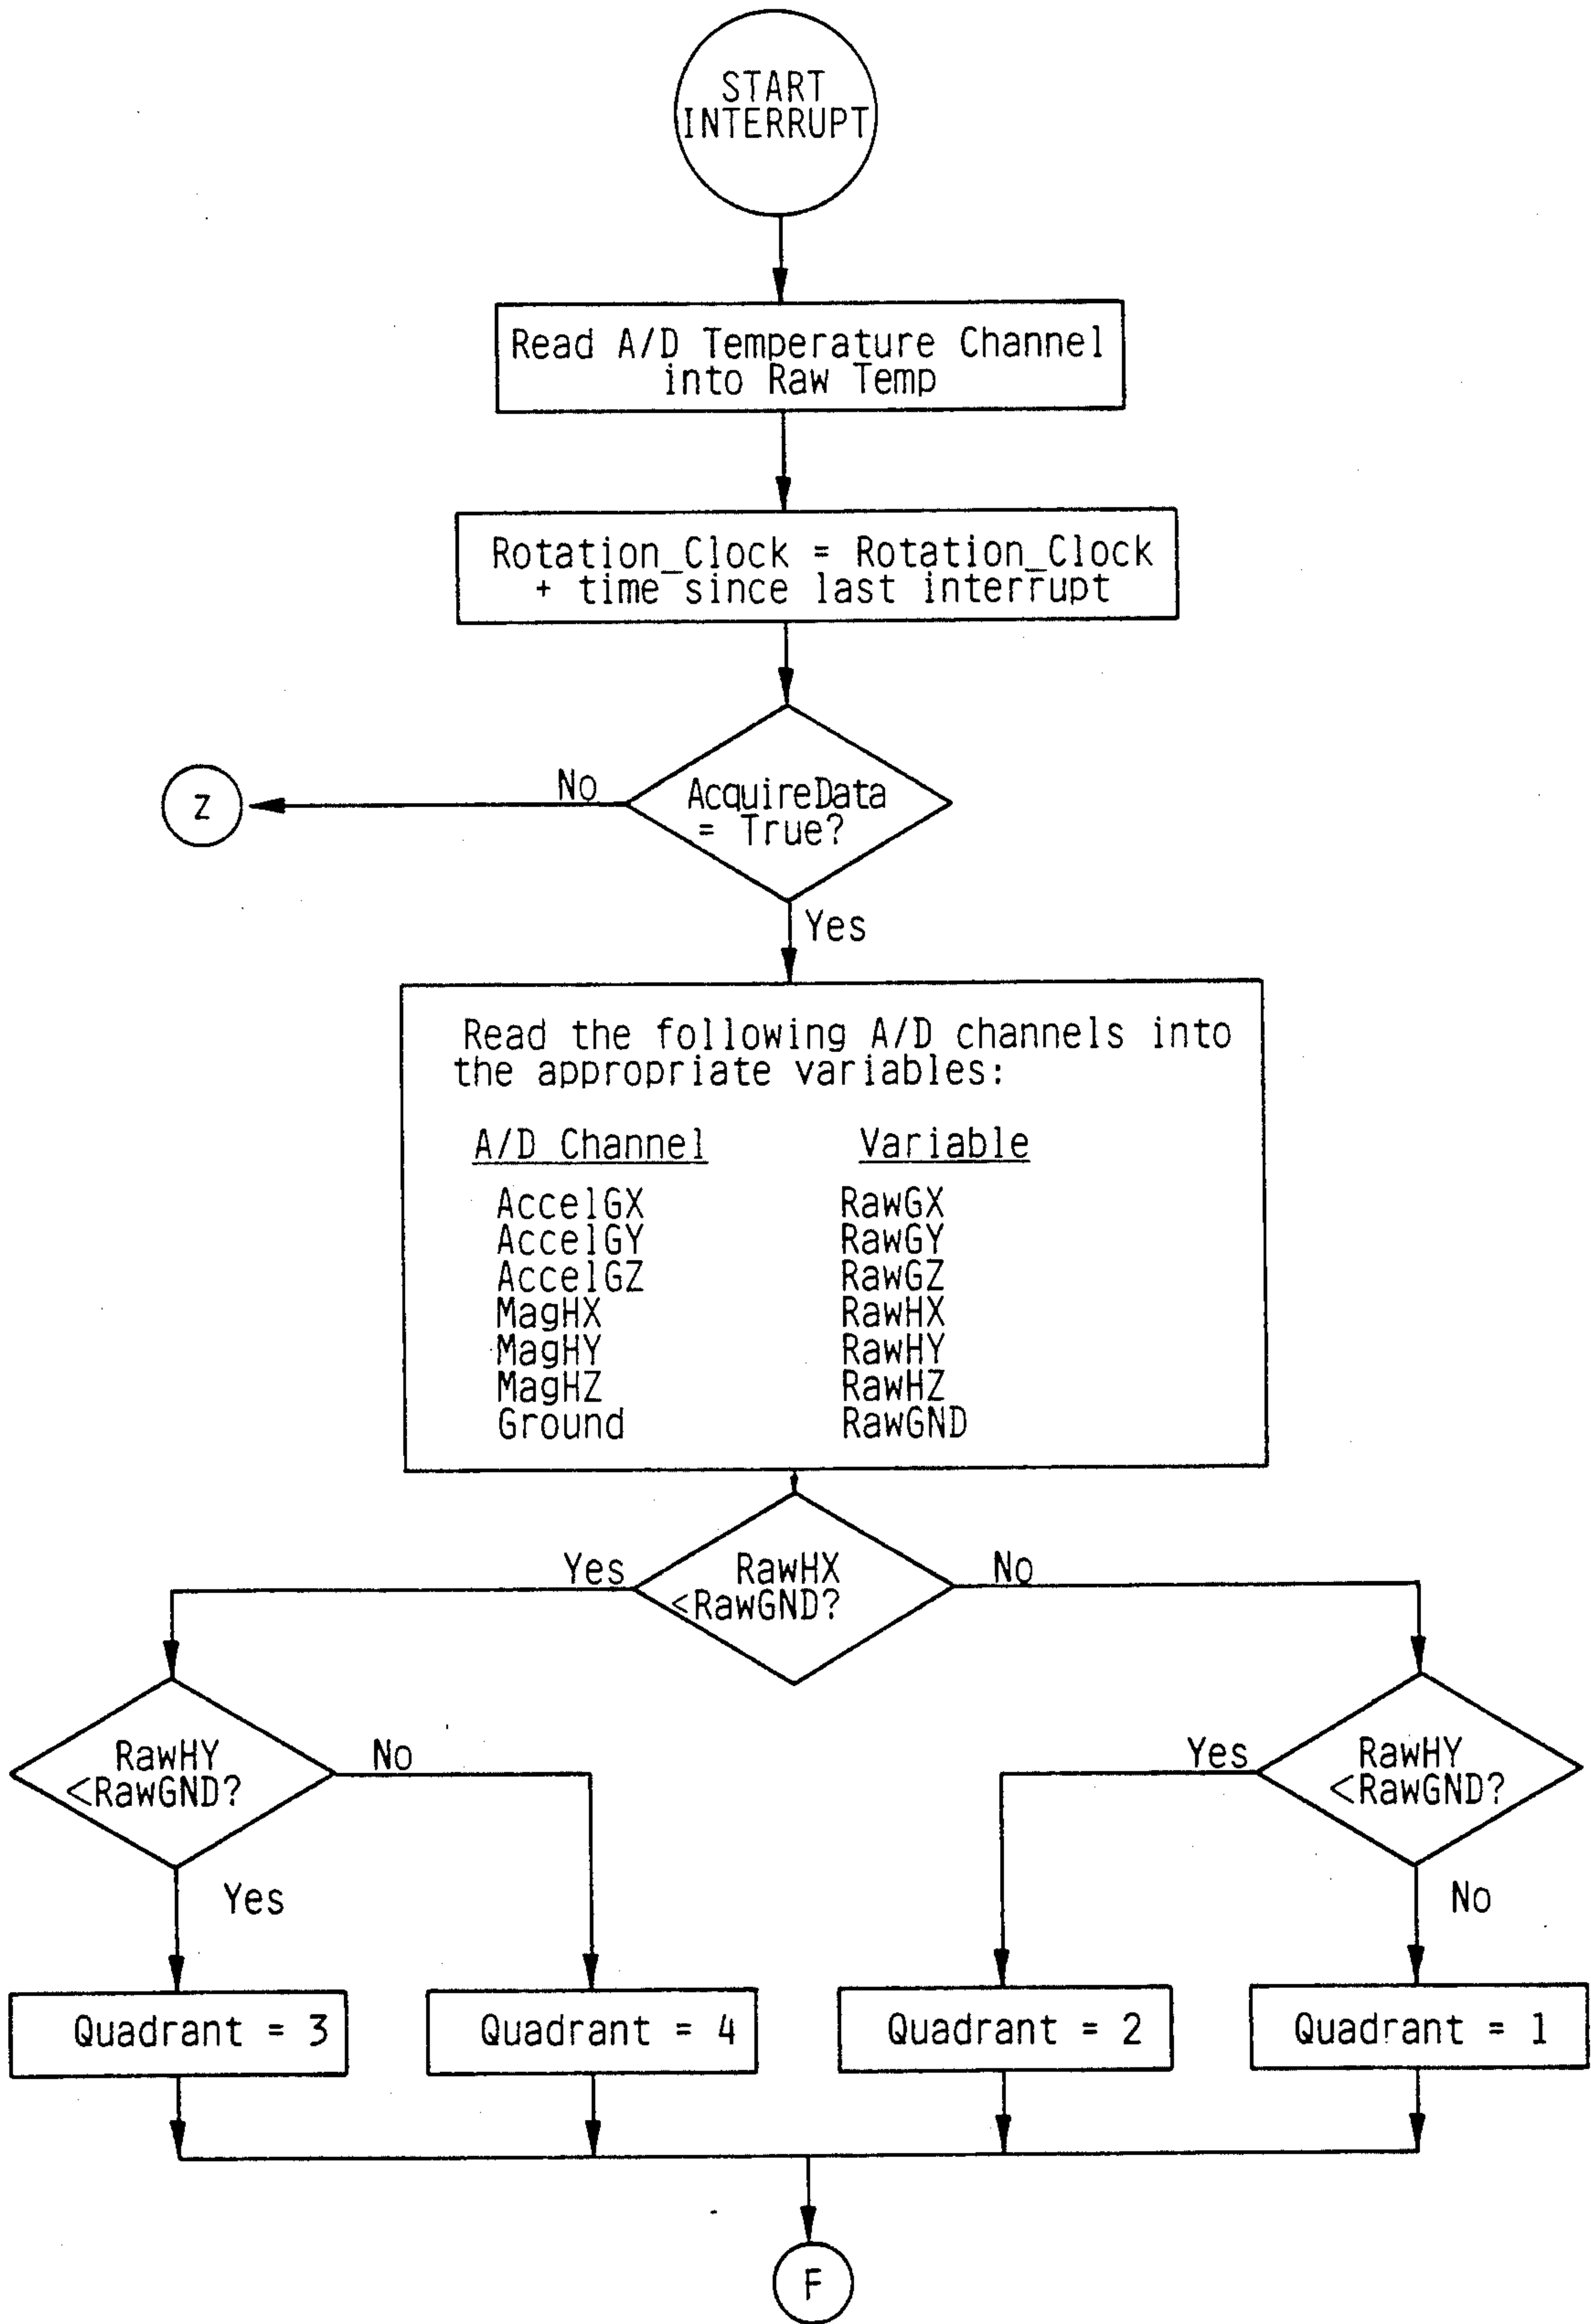 START
INTERRUPT
Read A/D Temperature Channel
into Raw Temp
Rotation_Clock = Rotation_Clock
+ time since last interrupt
AcquireData
= True?
No
Z
Yes
Read the following A/D channels into
the appropriate variables:
A/D Channel Variable
AccelGX RawGX
AccelGY RawGY
AccelGZ RawGZ
MagHX RawHX
MagHY RawHY
MagHZ RawHZ
Ground RawGND
Yes
RawHX
<RawGND?
No
RawHY
<RawGND?
No
Yes
RawHY
<RawGND?
Yes
No
Quadrant = 3
Quadrant = 4
Quadrant = 2
Quadrant = 1
F